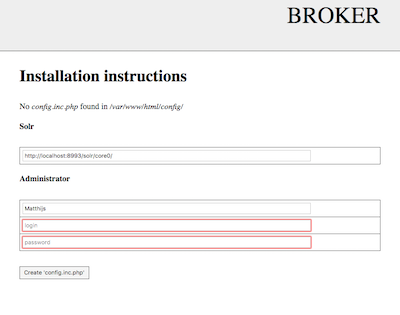 BROKER
Installation instructions
No config.inc.php found in /var/www/html/config/
Solr
http://localhost:8993/solr/core0/
Administrator
Matthijs
login
password
Create 'config.inc.php'